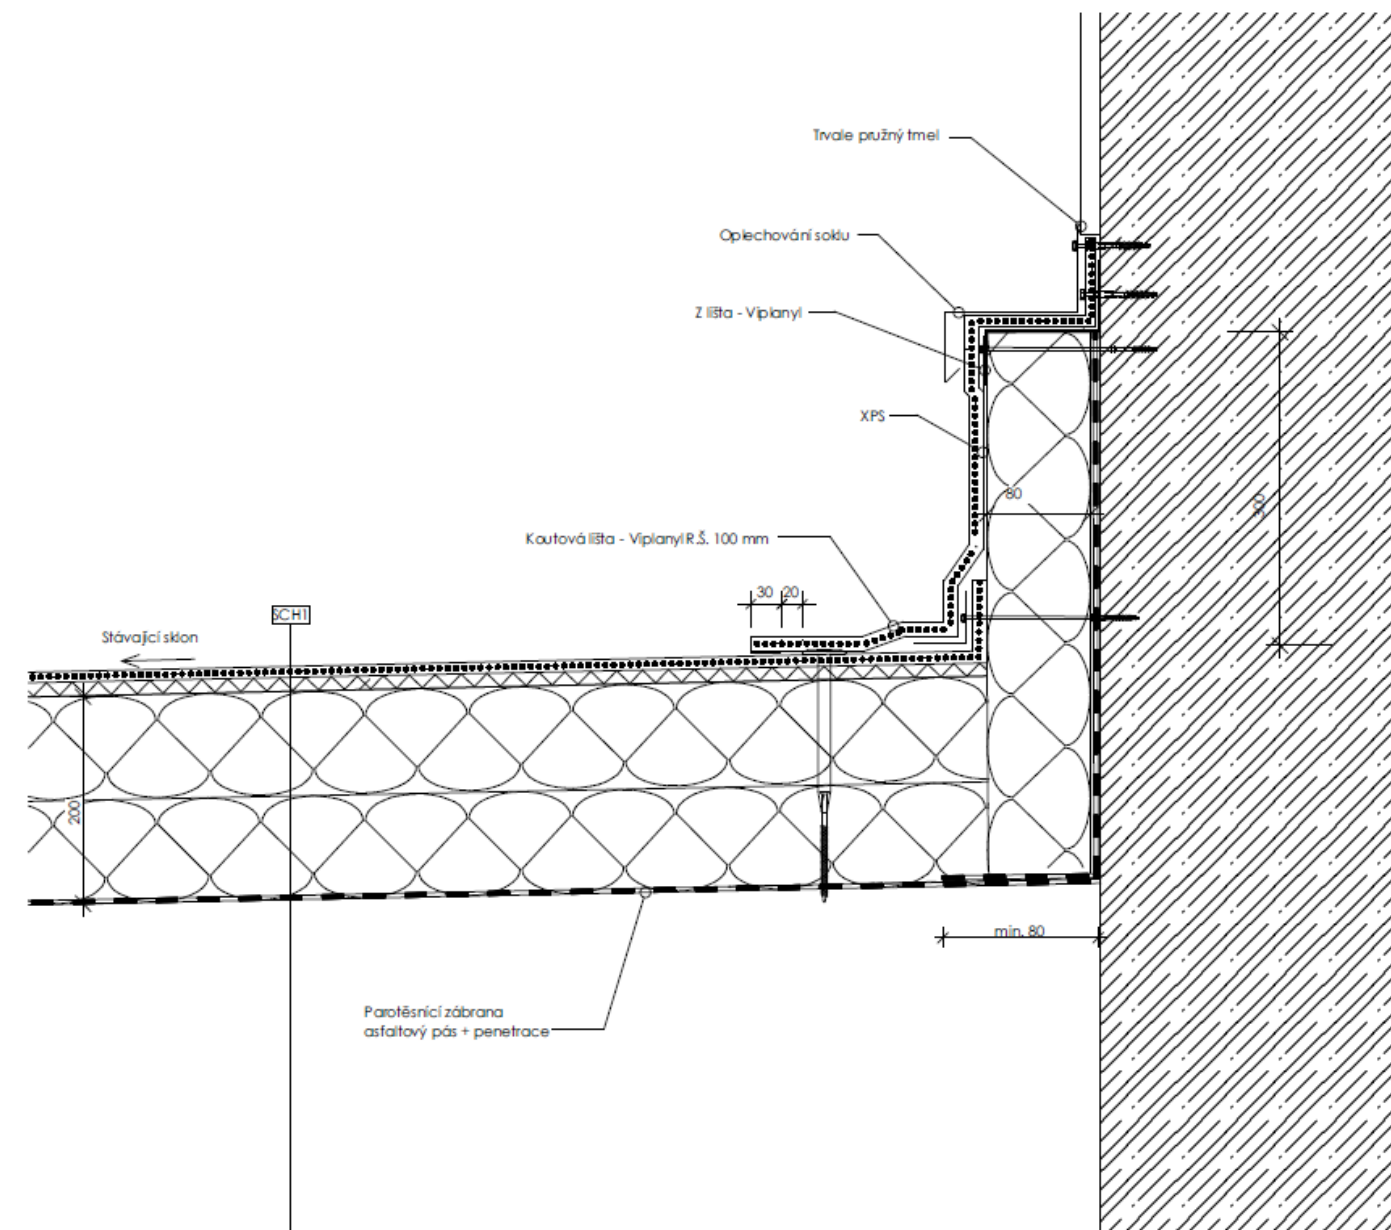 Trvale pružný tmel
Oplechování soklu
Z lišta - Viplanyl
XPS
80
300
Koutová lišta - Viplanyl R.Š. 100 mm
30 20
SCH1
Stávající sklon
200
min. 80
Parotěsnící zábrana
asfaltový pás + penetrace